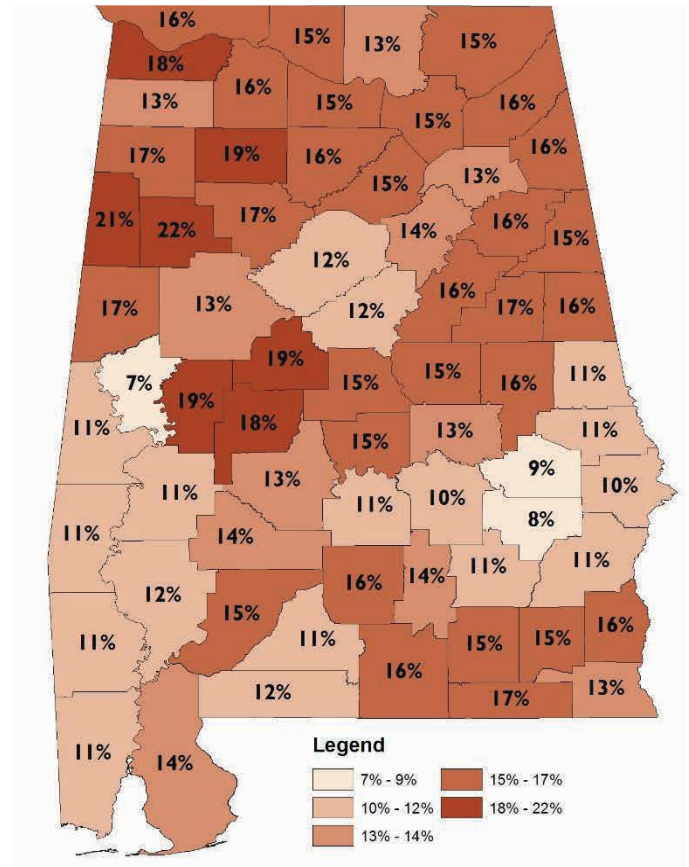 16% 15% 13% 15%
18%
16%
13% 15% 15% 16%
17% 19% 16% 16%
15% 13%
21% 22% 17% 14% 16% 15%
12%
17% 13% 12% 16% 17% 16%
19%
7% 19% 15% 15% 16% 11%
11% 18% 15% 13% 11%
13% 9% 10%
11% 11% 10%
11% 14% 8%
12% 16% 14% 11% 11%
11% 15% 11% 15% 15% 16%
12% 16% 17% 13%
11% 14%
Legend
7% - 9% 15% - 17%
10% - 12% 18% - 22%
13% - 14%